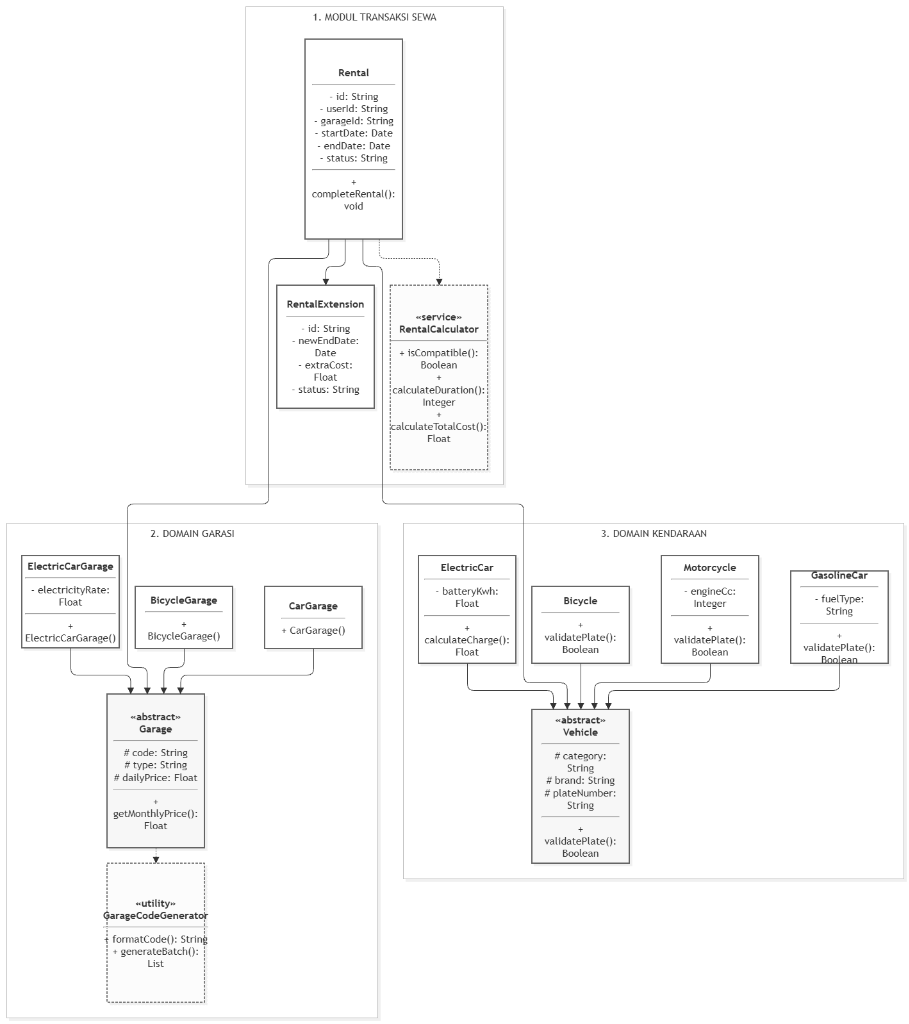 1. MODUL TRANSAKSI SEWA
Rental
- id: String
- userId: String
- garageId: String
- startDate: Date
- endDate: Date
- status: String
+
completeRental():
void
RentalExtension
- id: String
- newEndDate:
Date
- extraCost:
Float
- status: String
«service»
RentalCalculator
+ isCompatible():
Boolean
+
calculateDuration():
Integer
+
calculateTotalCost():
Float
2. DOMAIN GARASI
ElectricCarGarage
- electricityRate:
Float
+
ElectricCarGarage()
BicycleGarage
+
BicycleGarage()
CarGarage
+ CarGarage()
«abstract»
Garage
# code: String
# type: String
# dailyPrice: Float
+
getMonthlyPrice():
Float
«utility»
GarageCodeGenerator
+ formatCode(): String
+ generateBatch():
List
3. DOMAIN KENDARAAN
ElectricCar
- batteryKwh:
Float
+
calculateCharge():
Float
Bicycle
+
validatePlate():
Boolean
Motorcycle
- engineCc:
Integer
+
validatePlate():
Boolean
GasolineCar
- fuelType:
String
+
validatePlate():
Boolean
«abstract»
Vehicle
# category:
String
# brand: String
# plateNumber:
String
+
validatePlate():
Boolean